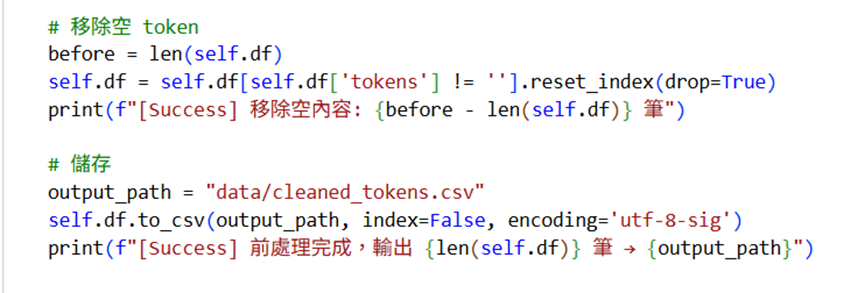 # 移除空 token
before = len(self.df)
self.df = self.df[self.df['tokens'] != ''].reset_index(drop=True)
print(f"[Success] 移除空內容: {before - len(self.df)} 筆")
# 儲存
output_path = "data/cleaned_tokens.csv"
self.df.to_csv(output_path, index=False, encoding='utf-8-sig')
print(f"[Success] 前處理完成，輸出 {len(self.df)} 筆 → {output_path}")